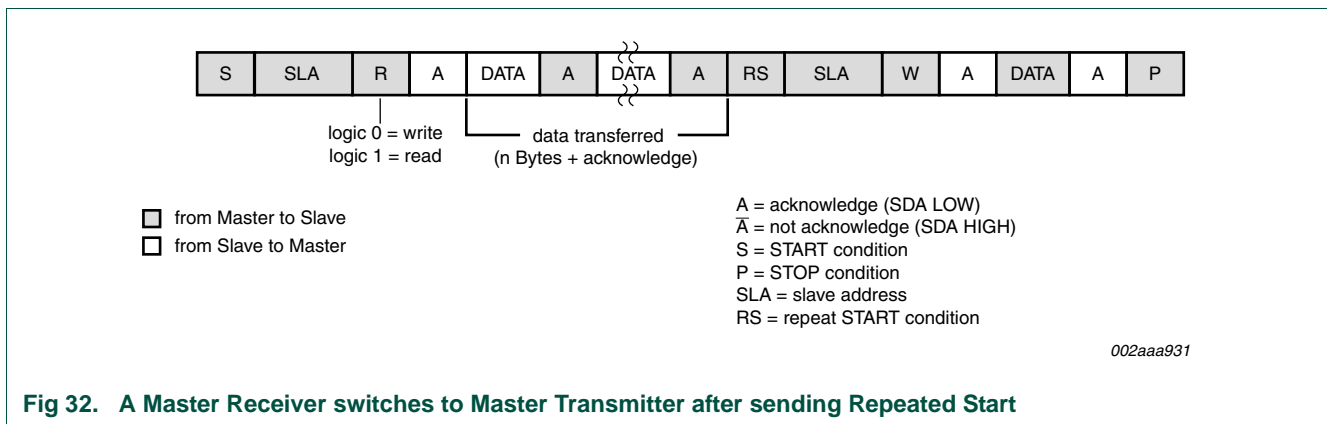 S SLA R A DATA A DATA A RS SLA W A DATA A P
logic 0 = write
logic 1 = read
data transferred
(n Bytes + acknowledge)
from Master to Slave
from Slave to Master
A = acknowledge (SDA LOW)
A̅ = not acknowledge (SDA HIGH)
S = START condition
P = STOP condition
SLA = slave address
RS = repeat START condition
002aaa931
Fig 32. A Master Receiver switches to Master Transmitter after sending Repeated Start